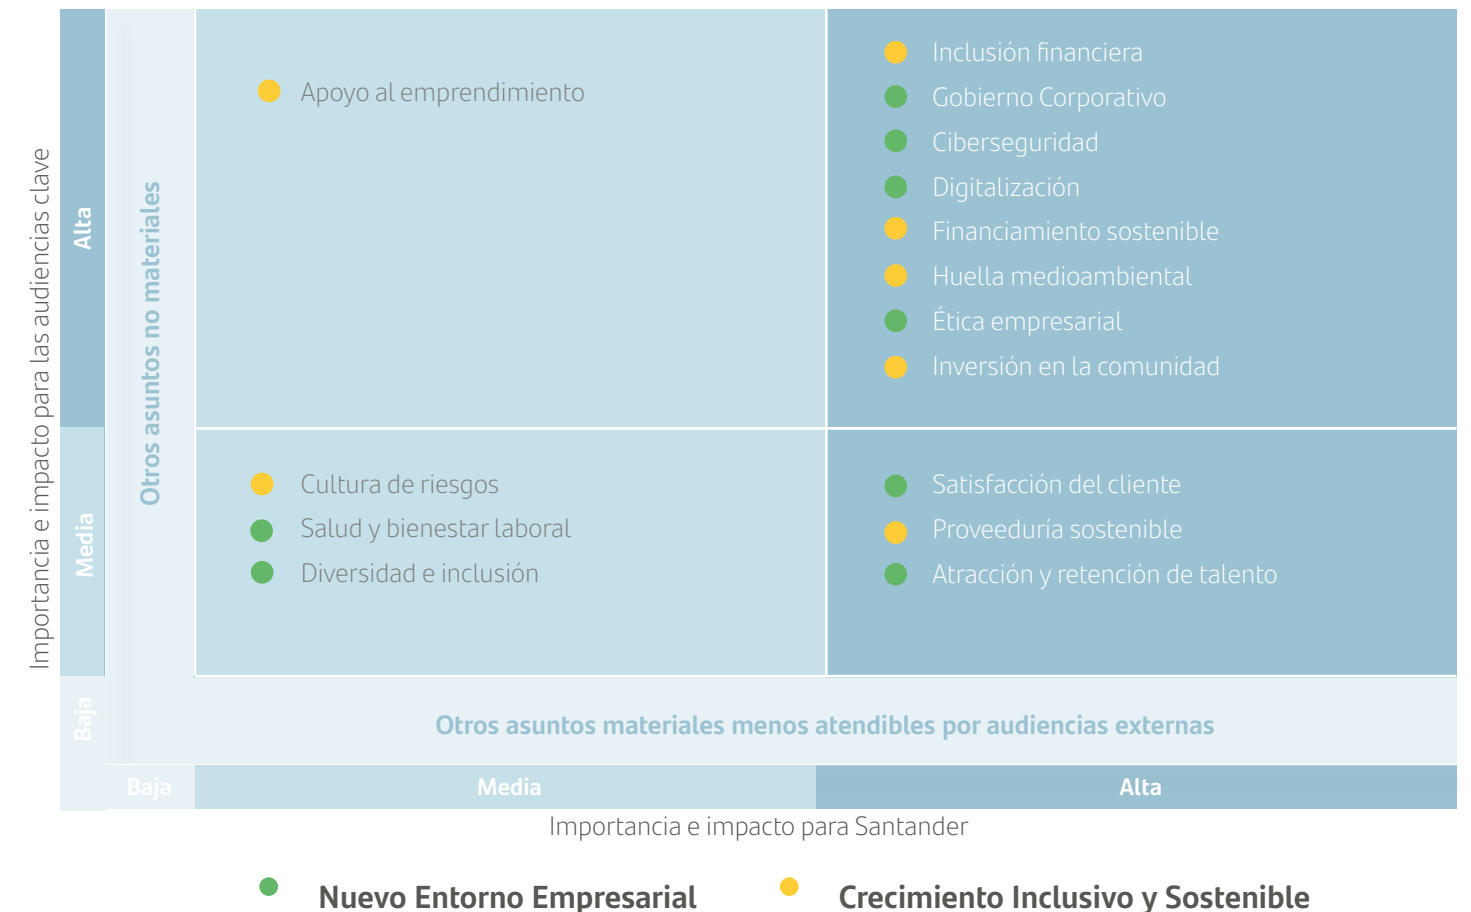 Importancia e impacto para las audiencias clave
Alta
Media
Baja
Otros asuntos no materiales
Apoyo al emprendimiento
Inclusión financiera
Gobierno Corporativo
Ciberseguridad
Digitalización
Financiamiento sostenible
Huella medioambiental
Ética empresarial
Inversión en la comunidad
Cultura de riesgos
Salud y bienestar laboral
Diversidad e inclusión
Satisfacción del cliente
Proveeduría sostenible
Atracción y retención de talento
Otros asuntos materiales menos atendibles por audiencias externas
Baja
Media
Alta
Importancia e impacto para Santander
Nuevo Entorno Empresarial
Crecimiento Inclusivo y Sostenible